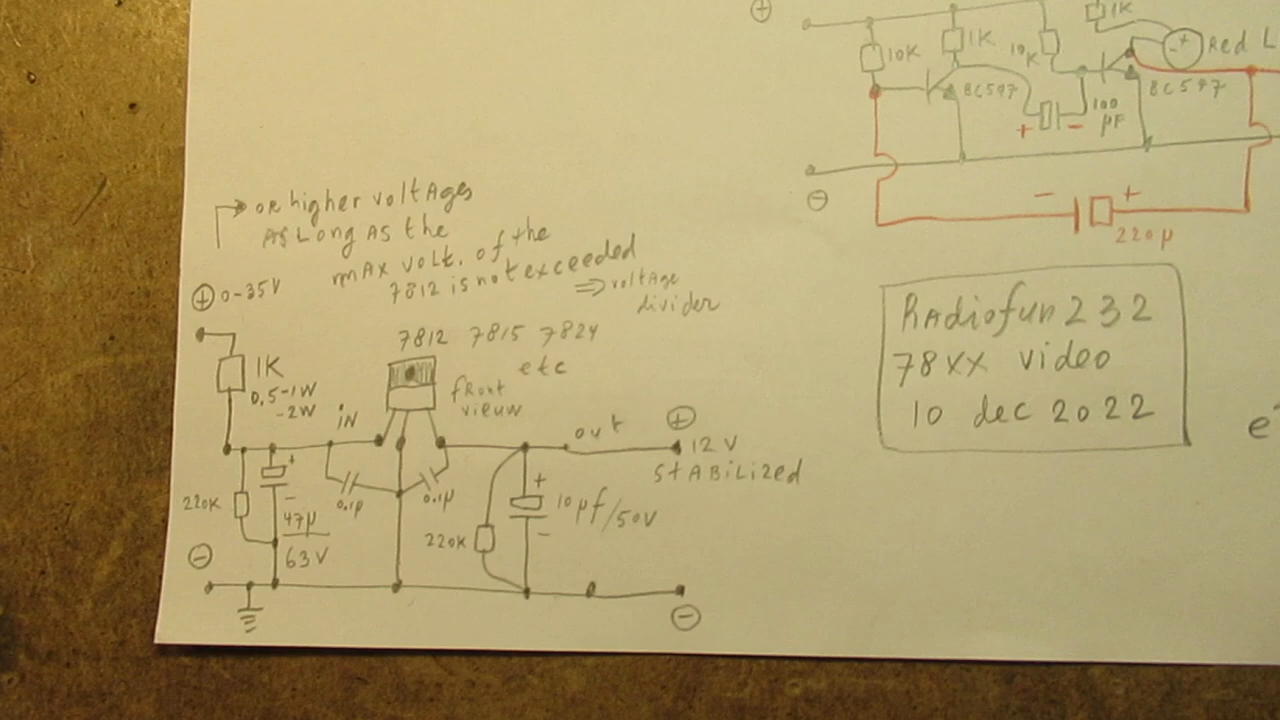 ⊕
1K
10K
1K
10K
-+
Red L
BC547
BC547
100
µF
+ -
⊖
- +
220µ
→ or higher voltAges
As Long As the
mAx volt. of the
7812 is not exceeded
⇒ voltage
divider
⊕ 0-35V
7812 7815 7824
etc
1K
0,5-1W
-2W
front
vieuw
iN
out
⊕
12 V
StABiLized
+
-
220K
47µ
63V
0.1µ
0.1µ
220K
+
-
10µf/50V
⊖
⊖
RAdiofun 232
78XX video
10 dec 2022